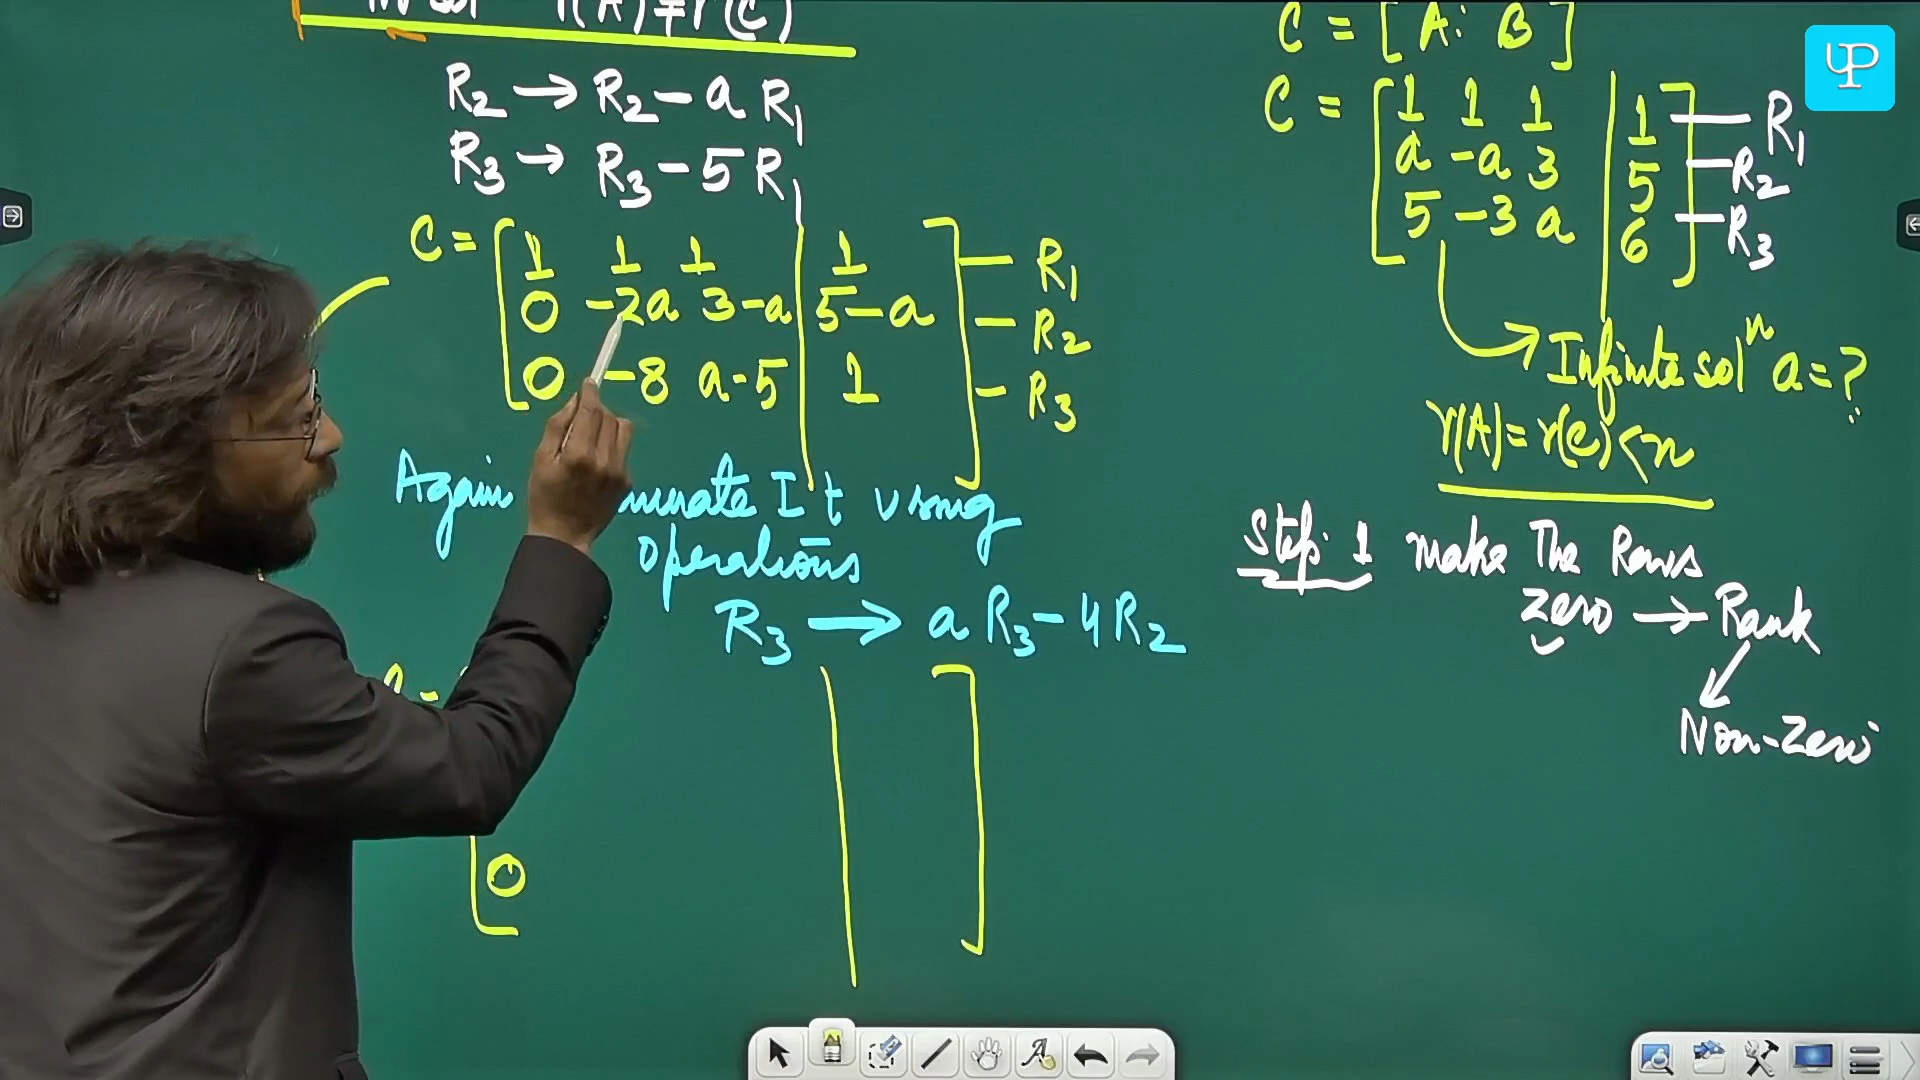 r(A) ≠ r(C)
R₂ → R₂ - a R₁
R₃ → R₃ - 5 R₁
C = [ 1 1 1 | 1 ] — R₁
0 -2a 3-a | 5-a — R₂
0 -8 a-5 | 1 — R₃
Again It using
operations
R₃ → a R₃ - 4 R₂
0
C = [ A : B ]
C = [ 1 1 1 | 1 ] — R₁
a -a 3 | 5 — R₂
5 -3 a | 6 — R₃
Infinite solⁿ a = ?
r(A) = r(C) < n
Step: 1 make The Rows
zero → Rank
Non-zero
UP